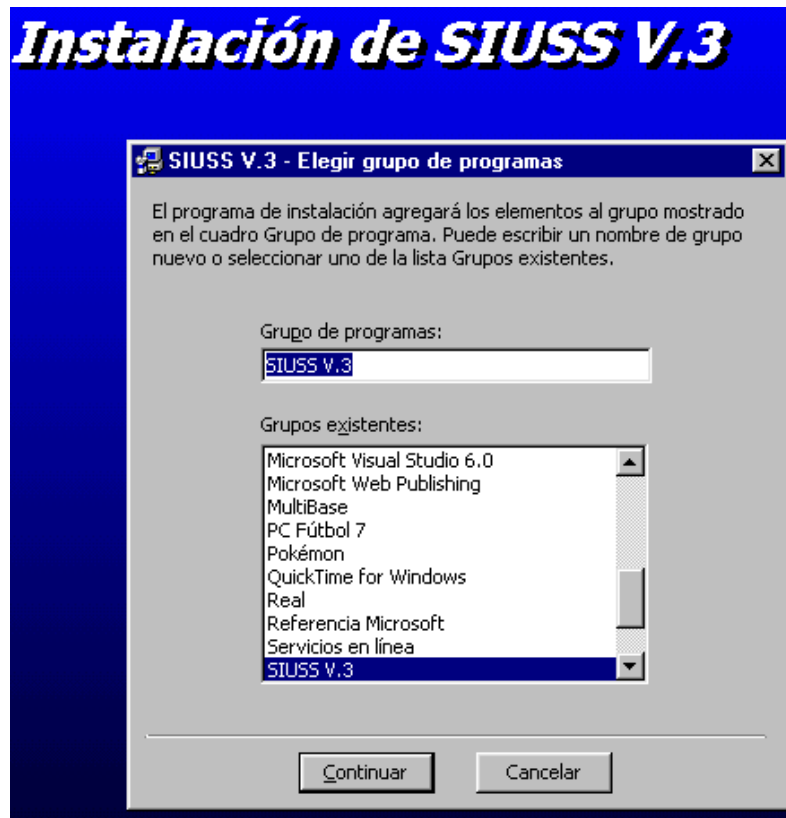 Instalación de SIUSS V.3
SIUSS V.3 - Elegir grupo de programas
El programa de instalación agregará los elementos al grupo mostrado
en el cuadro Grupo de programa. Puede escribir un nombre de grupo
nuevo o seleccionar uno de la lista Grupos existentes.
Grupo de programas:
SIUSS V.3
Grupos existentes:
Microsoft Visual Studio 6.0
Microsoft Web Publishing
MultiBase
PC Fútbol 7
Pokémon
QuickTime for Windows
Real
Referencia Microsoft
Servicios en línea
SIUSS V.3
Continuar
Cancelar